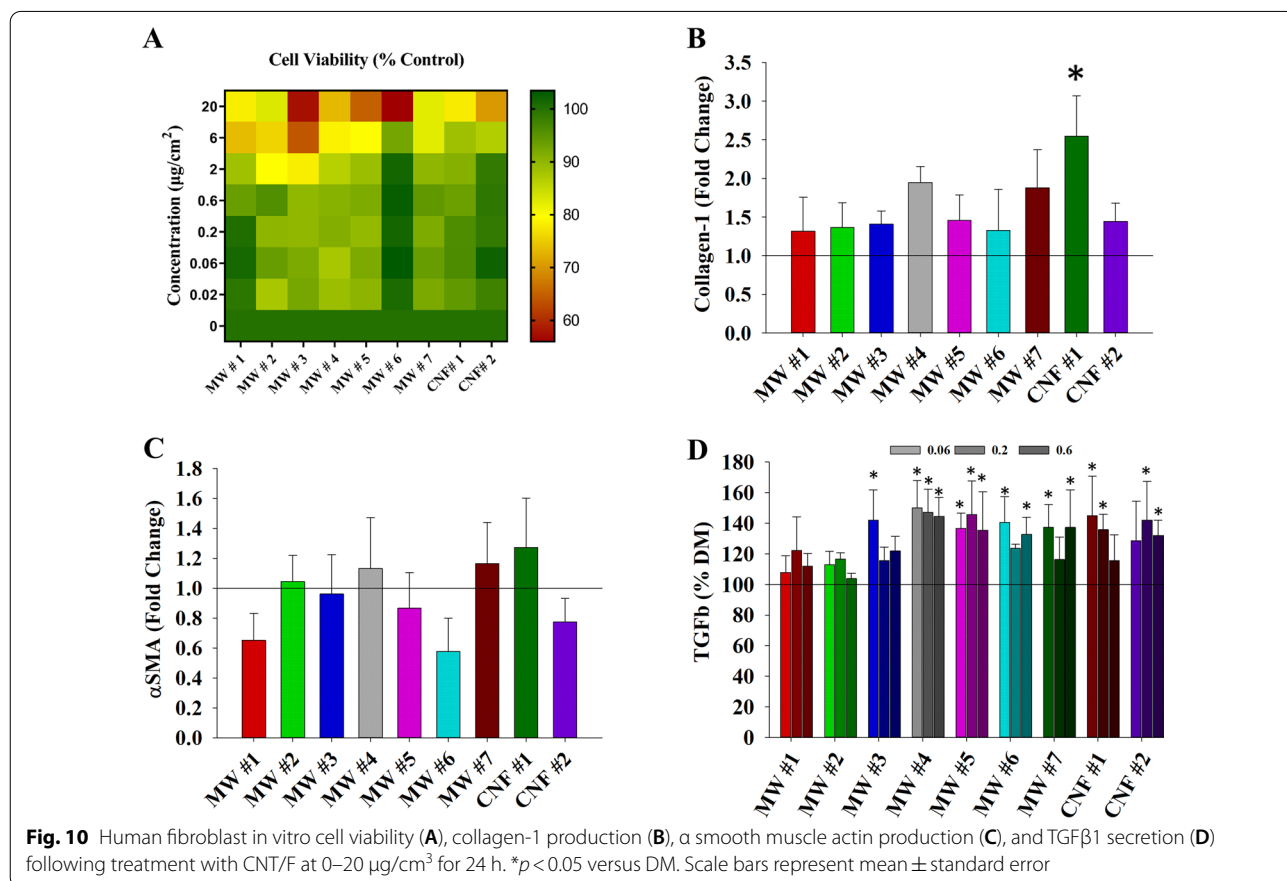 A
Cell Viability (% Control)
Concentration (µg/cm²)
20
6
2
0.6
0.2
0.06
0.02
0
100
90
80
70
60
MW # 1
MW # 2
MW # 3
MW # 4
MW # 5
MW # 6
MW # 7
CNF# 1
CNF# 2
B
Collagen-1 (Fold Change)
3.5
3.0
2.5
2.0
1.5
1.0
0.5
0.0
*
MW #1
MW #2
MW #3
MW #4
MW #5
MW #6
MW #7
CNF #1
CNF #2
C
αSMA (Fold Change)
1.8
1.6
1.4
1.2
1.0
0.8
0.6
0.4
0.2
0.0
MW #1
MW #2
MW #3
MW #4
MW #5
MW #6
MW #7
CNF #1
CNF #2
D
0.06 0.2 0.6
TGFb (% DM)
180
160
140
120
100
80
60
40
20
0
* * * * * * * * * * * * * * *
MW #1
MW #2
MW #3
MW #4
MW #5
MW #6
MW #7
CNF #1
CNF #2
Fig. 10 Human fibroblast in vitro cell viability (A), collagen-1 production (B), α smooth muscle actin production (C), and TGFβ1 secretion (D)
following treatment with CNT/F at 0–20 µg/cm³ for 24 h. *p < 0.05 versus DM. Scale bars represent mean ± standard error